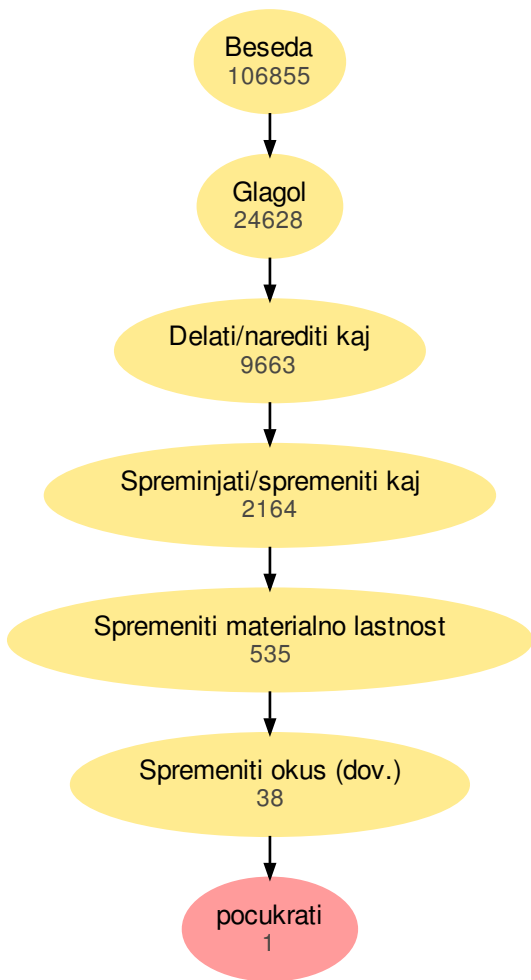 Beseda
106855
Glagol
24628
Delati/narediti kaj
9663
Spreminjati/spremeniti kaj
2164
Spremeniti materialno lastnost
535
Spremeniti okus (dov.)
38
pocukrati
1